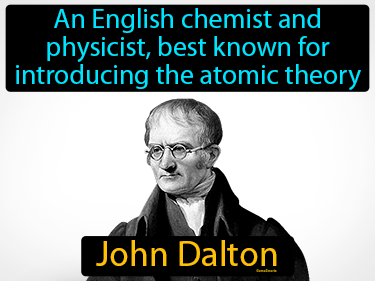 An English chemist and
physicist, best known for
introducing the atomic theory
John Dalton